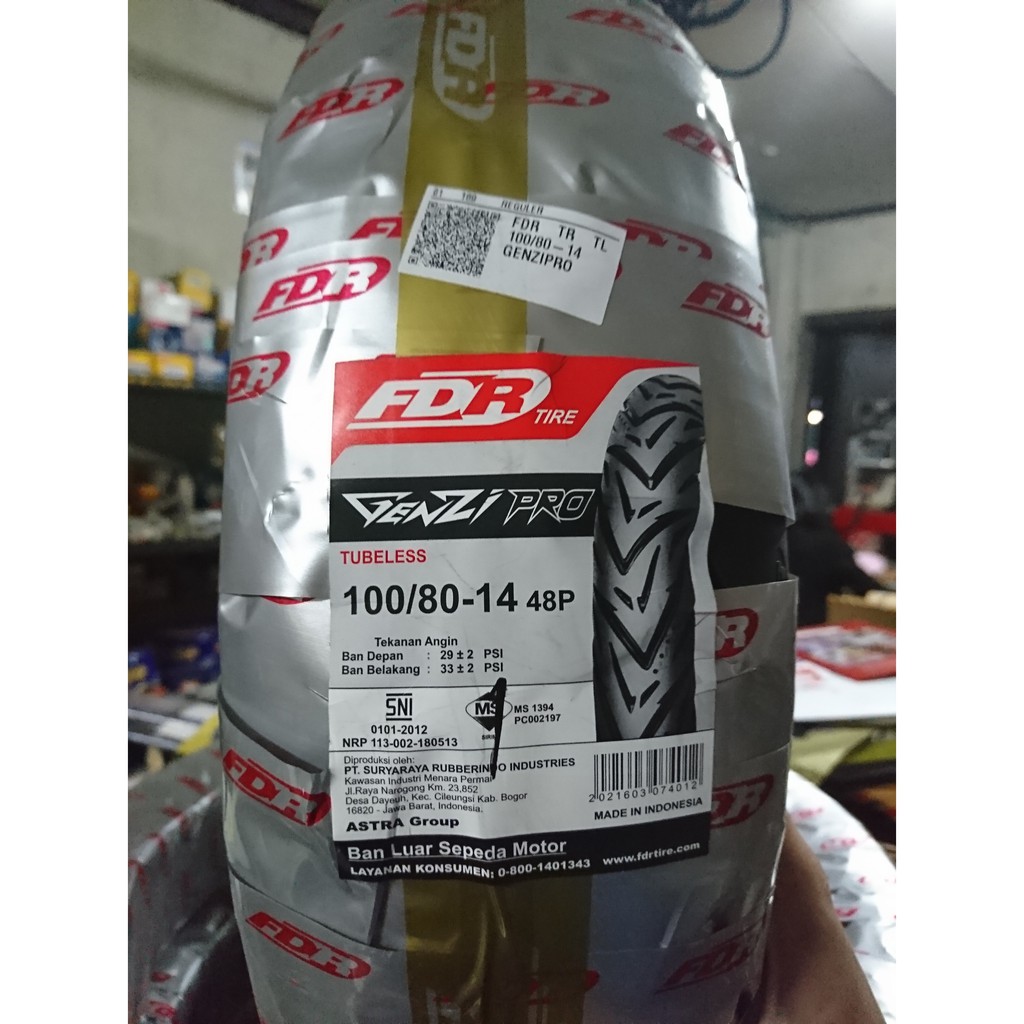 FDR
FDR
FDR
FDR
61 180 REGULER
FDR TR TL
100/80-14
GENZIPRO
FDR
FDR
FDR
FDR TIRE
GENZI PRO
TUBELESS
100/80-14 48P
Tekanan Angin
Ban Depan : 29 ± 2 PSI
Ban Belakang : 33 ± 2 PSI
SNI
0101-2012
NRP 113-002-180513
MS
MS 1394
PC002197
Diproduksi oleh:
PT. SURYARAYA RUBBERINDO INDUSTRIES
Kawasan Industri Menara Permai
Jl.Raya Narogong Km. 23,852
Desa Dayeuh, Kec. Cileungsi Kab. Bogor
16820 - Jawa Barat, Indonesia.
ASTRA Group
2021603074012
MADE IN INDONESIA
Ban Luar Sepeda Motor
LAYANAN KONSUMEN: 0-800-1401343
www.fdrtire.com
FDR
FDR